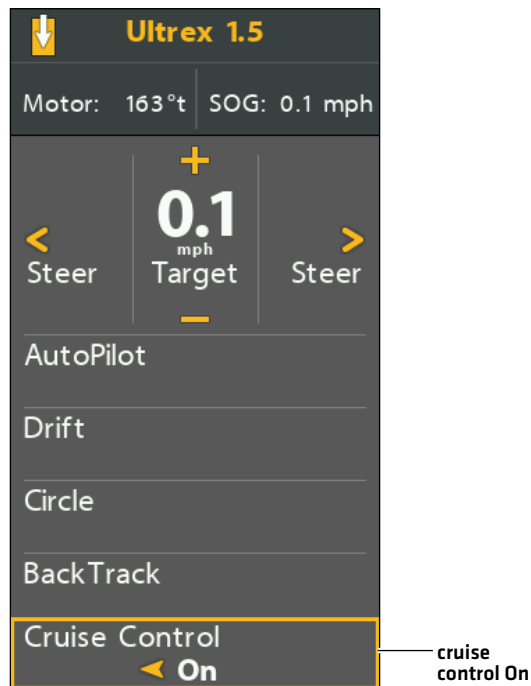 Ultrex 1.5
Motor: 163°t SOG: 0.1 mph
+
0.1
mph
< >
Steer Target Steer
−
AutoPilot
Drift
Circle
BackTrack
Cruise Control
On
cruise
control On